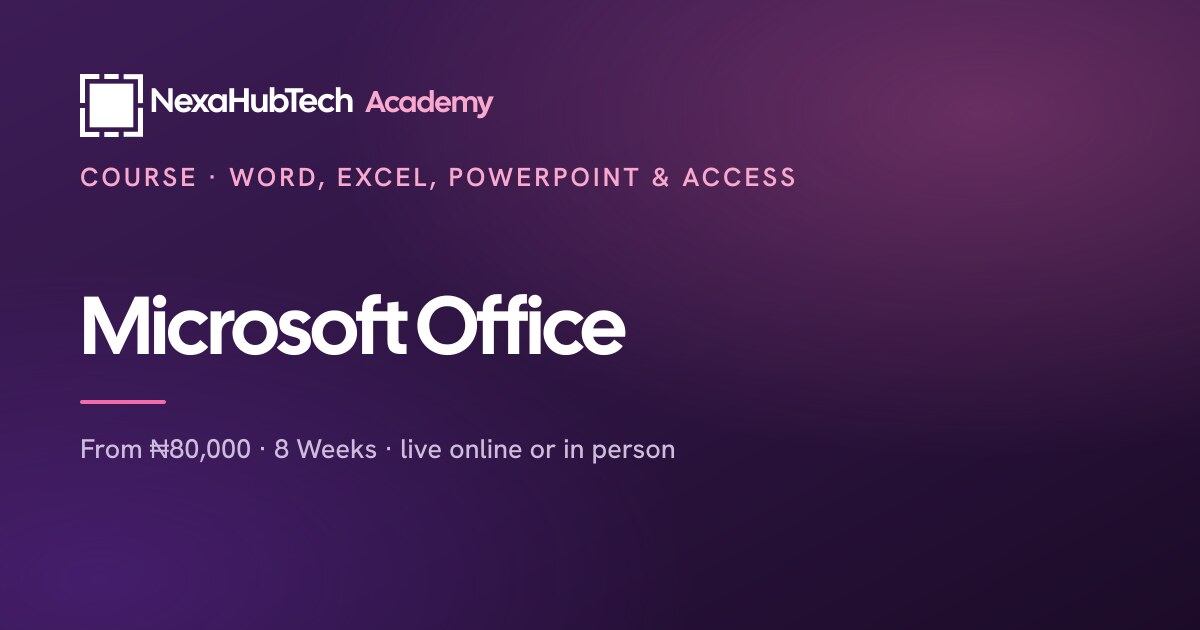 NexaHubTech Academy
COURSE · WORD, EXCEL, POWERPOINT & ACCESS
Microsoft Office
From ₦80,000 · 8 Weeks · live online or in person